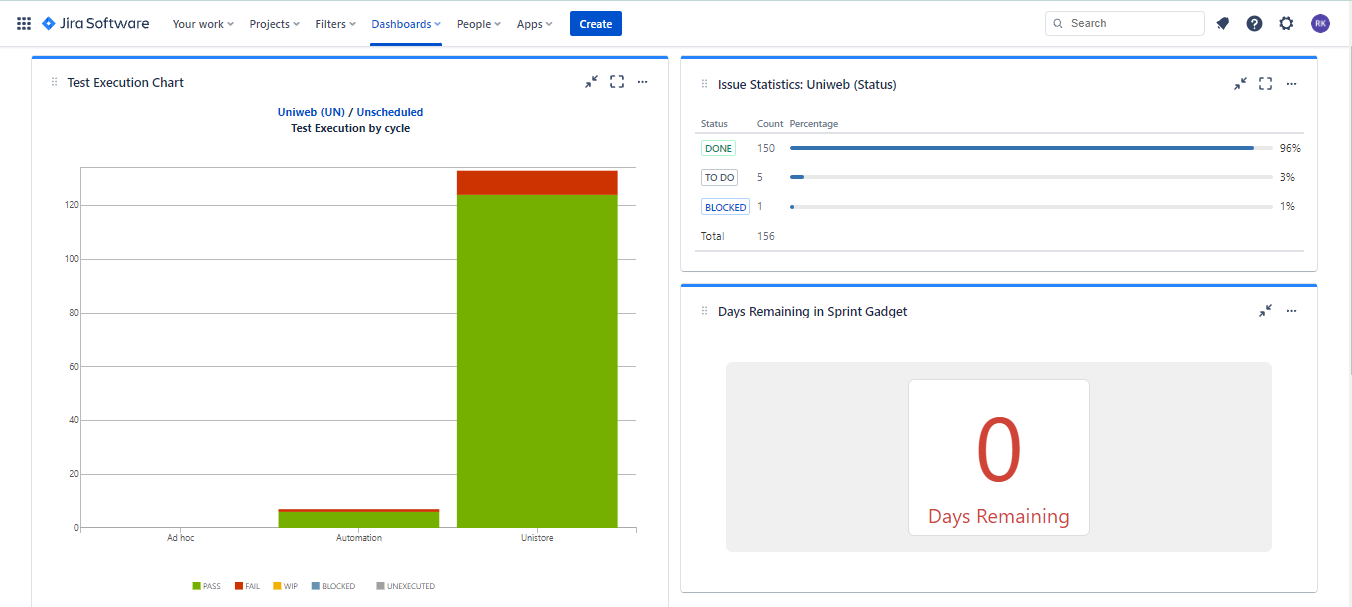 Jira Software Your work Projects Filters Dashboards People Apps Create Search RK
Test Execution Chart
Uniweb (UN) / Unscheduled
Test Execution by cycle
120
100
80
60
40
20
0
Ad hoc Automation Unistore
PASS FAIL WIP BLOCKED UNEXECUTED
Issue Statistics: Uniweb (Status)
Status Count Percentage
DONE 150 96%
TO DO 5 3%
BLOCKED 1 1%
Total 156
Days Remaining in Sprint Gadget
0
Days Remaining